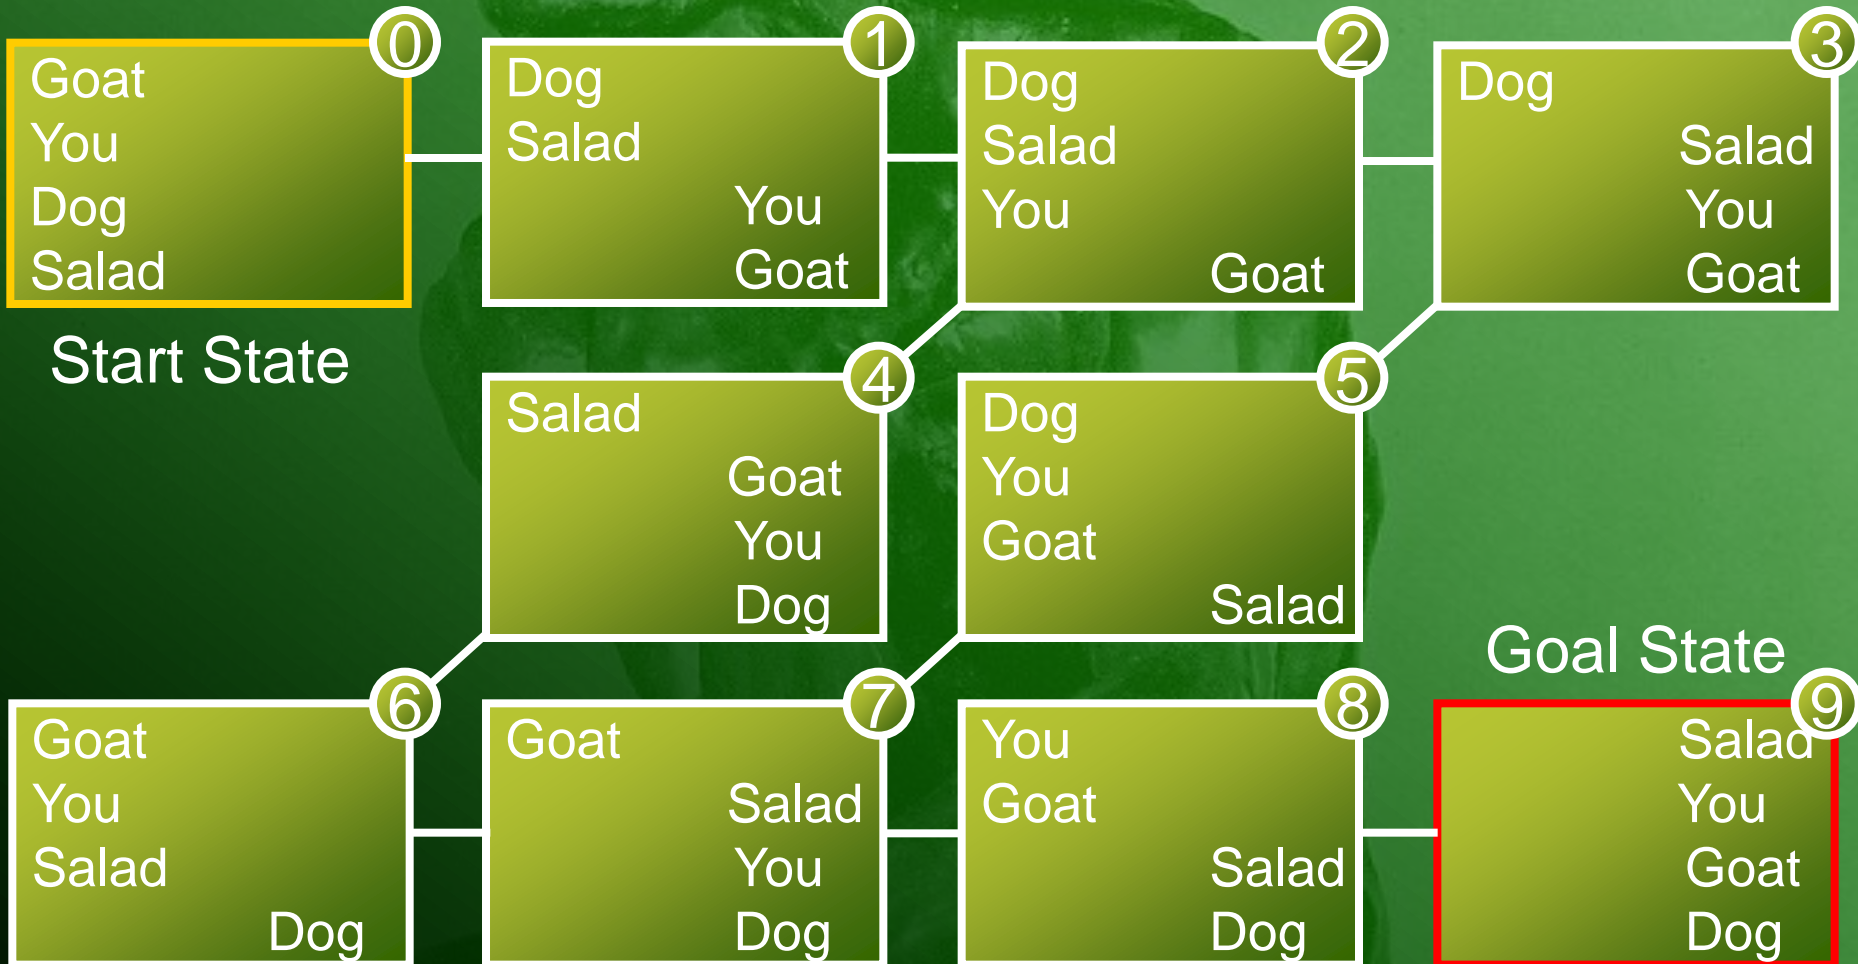 0
Goat
You
Dog
Salad
1
Dog
Salad
You
Goat
2
Dog
Salad
You
Goat
3
Dog
Salad
You
Goat
Start State
4
Salad
Goat
You
Dog
5
Dog
You
Goat
Salad
Goal State
6
Goat
You
Salad
Dog
7
Goat
Salad
You
Dog
8
You
Goat
Salad
Dog
9
Salad
You
Goat
Dog